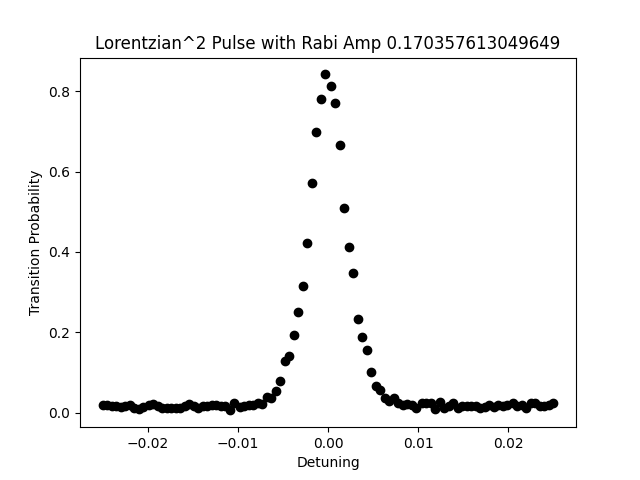 Lorentzian^2 Pulse with Rabi Amp 0.170357613049649
Transition Probability
0.8
0.6
0.4
0.2
0.0
−0.02 −0.01 0.00 0.01 0.02
Detuning